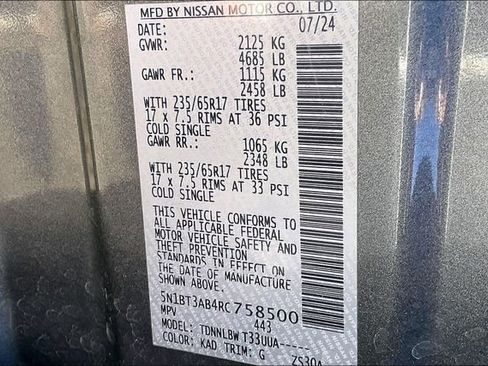 MFD BY NISSAN MOTOR CO., LTD.
DATE: 07/24
GVWR: 2125 KG
4685 LB
GAWR FR.: 1115 KG
2458 LB
WITH 235/65R17 TIRES
17 x 7.5 RIMS AT 36 PSI
COLD SINGLE
GAWR RR.: 1065 KG
2348 LB
WITH 235/65R17 TIRES
17 x 7.5 RIMS AT 33 PSI
COLD SINGLE
THIS VEHICLE CONFORMS TO
ALL APPLICABLE FEDERAL
MOTOR VEHICLE SAFETY AND
THEFT PREVENTION
STANDARDS IN EFFECT ON
THE DATE OF MANUFACTURE
SHOWN ABOVE.
5N1BT3AB4RC758500
MPV 443
MODEL: TDNNLBW T33UUA-----
COLOR: KAD TRIM: G ZS30A